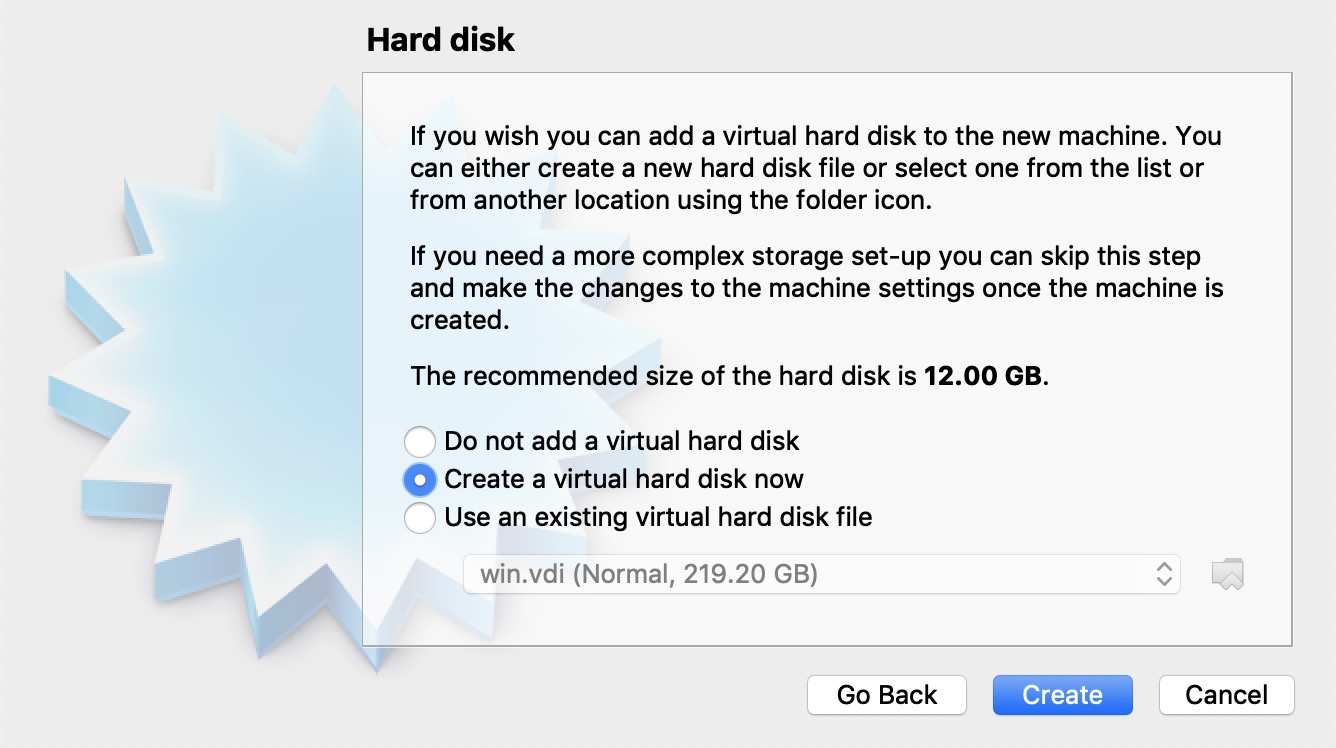 Hard disk
If you wish you can add a virtual hard disk to the new machine. You
can either create a new hard disk file or select one from the list or
from another location using the folder icon.
If you need a more complex storage set-up you can skip this step
and make the changes to the machine settings once the machine is
created.
The recommended size of the hard disk is 12.00 GB.
Do not add a virtual hard disk
Create a virtual hard disk now
Use an existing virtual hard disk file
win.vdi (Normal, 219.20 GB)
Go Back
Create
Cancel